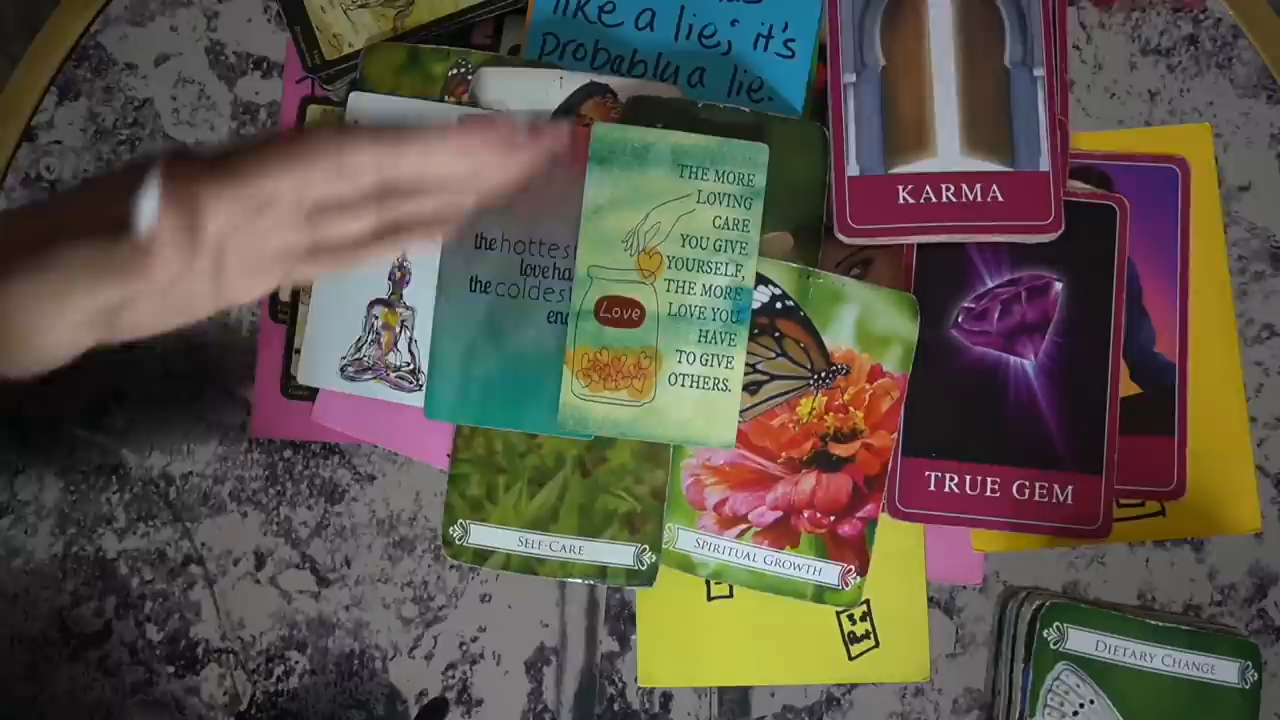 like a lie; it's
probably a lie.
KARMA
THE MORE
LOVING
CARE
YOU GIVE
YOURSELF,
THE MORE
LOVE YOU
HAVE
TO GIVE
OTHERS.
Love
the hottest
love ha
the coldest
en
TRUE GEM
SELF-CARE
SPIRITUAL GROWTH
DIETARY CHANGE